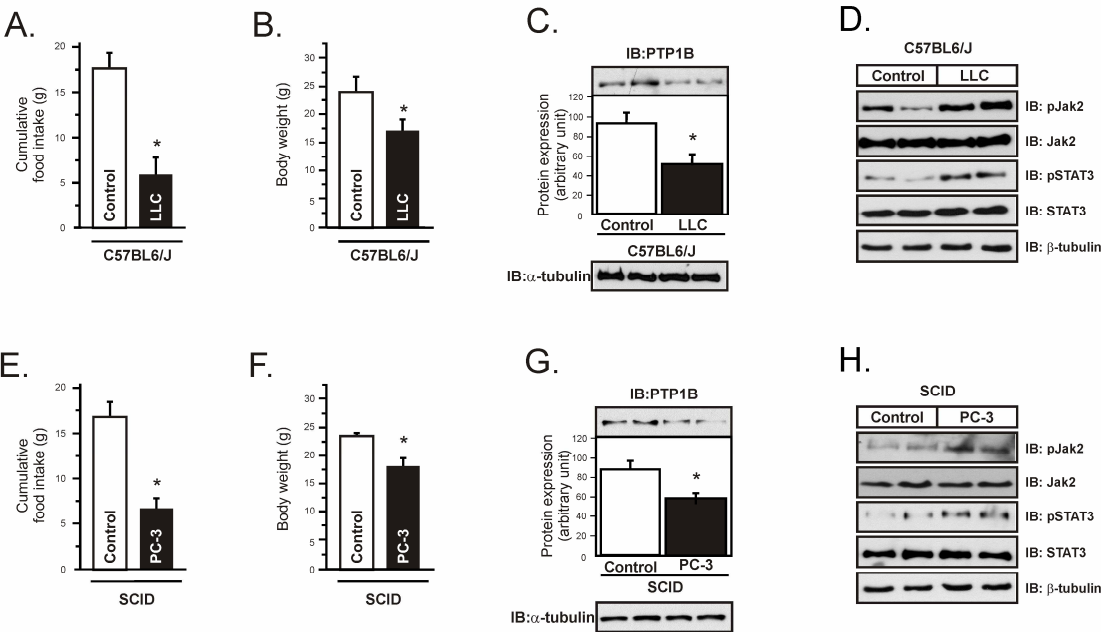 A.
Cumulative
food intake (g)
20
15
10
5
0
Control
LLC
*
C57BL6/J
B.
Body weight (g)
30
25
20
15
10
5
0
Control
LLC
*
C57BL6/J
C.
IB:PTP1B
Protein expression
(arbitrary unit)
120
100
80
60
40
20
0
*
Control LLC
C57BL6/J
IB:α-tubulin
D.
C57BL6/J
Control LLC
IB: pJak2
IB: Jak2
IB: pSTAT3
IB: STAT3
IB: β-tubulin
E.
Cumulative
food intake (g)
20
15
10
5
0
Control
PC-3
*
SCID
F.
Body weight (g)
30
25
20
15
10
5
0
Control
PC-3
*
SCID
G.
IB:PTP1B
Protein expression
(arbitrary unit)
120
100
80
60
40
20
0
*
Control PC-3
SCID
IB:α-tubulin
H.
SCID
Control PC-3
IB: pJak2
IB: Jak2
IB: pSTAT3
IB: STAT3
IB: β-tubulin